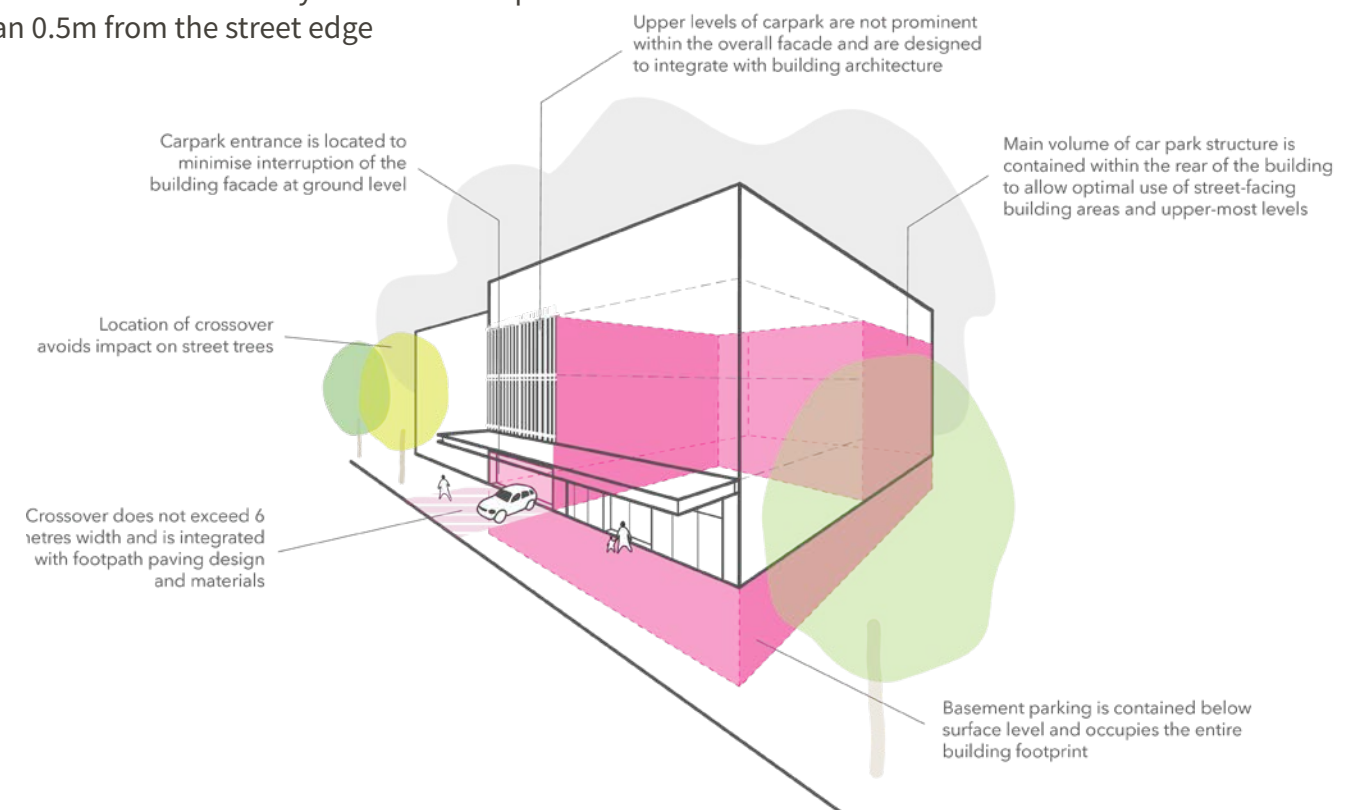 an 0.5m from the street edge
Upper levels of carpark are not prominent
within the overall facade and are designed
to integrate with building architecture
Carpark entrance is located to
minimise interruption of the
building facade at ground level
Main volume of car park structure is
contained within the rear of the building
to allow optimal use of street-facing
building areas and upper-most levels
Location of crossover
avoids impact on street trees
Crossover does not exceed 6
etres width and is integrated
with footpath paving design
and materials
Basement parking is contained below
surface level and occupies the entire
building footprint